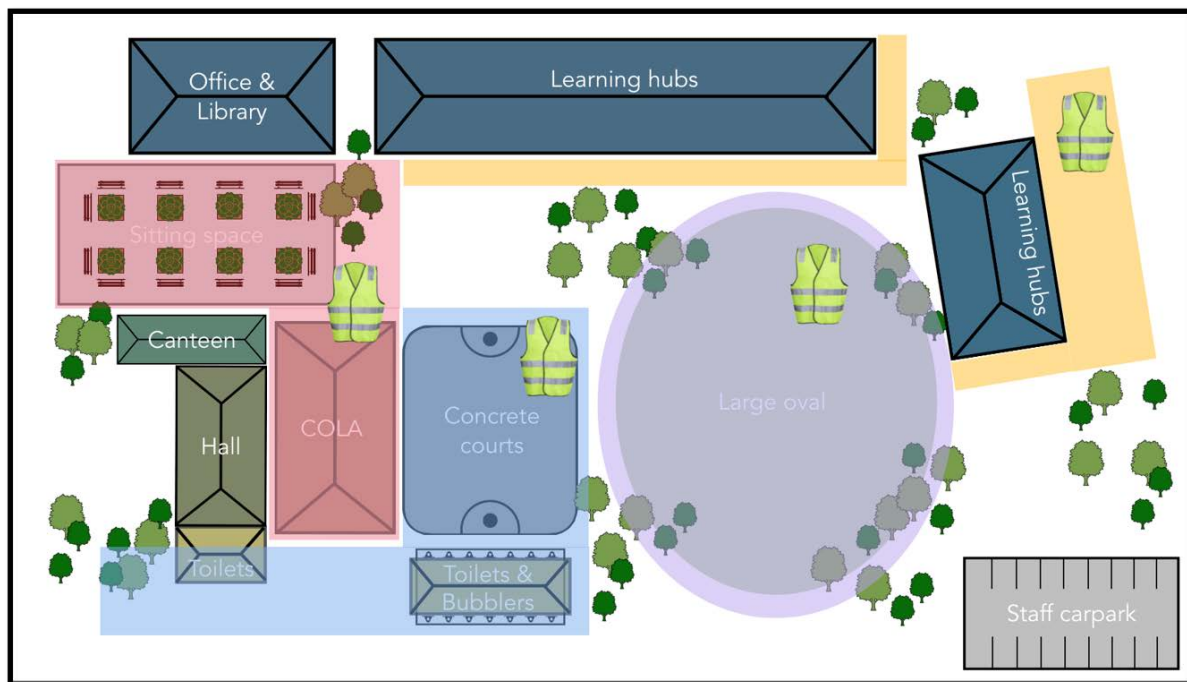 Office &
Library
Learning hubs
Learning hubs
Sitting space
Canteen
Hall
COLA
Concrete
courts
Large oval
Toilets
Toilets &
Bubblers
Staff carpark